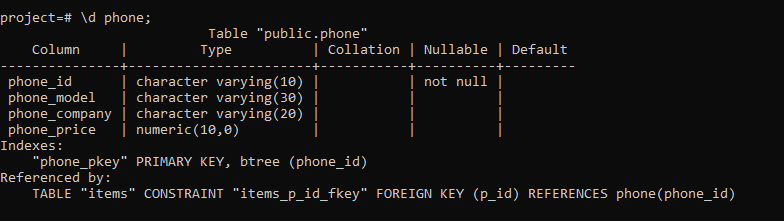 project=# \d phone;
                          Table "public.phone"
    Column     |         Type          | Collation | Nullable | Default
---------------+-----------------------+-----------+----------+---------
 phone_id      | character varying(10) |           | not null |
 phone_model   | character varying(30) |           |          |
 phone_company | character varying(20) |           |          |
 phone_price   | numeric(10,0)         |           |          |
Indexes:
    "phone_pkey" PRIMARY KEY, btree (phone_id)
Referenced by:
    TABLE "items" CONSTRAINT "items_p_id_fkey" FOREIGN KEY (p_id) REFERENCES phone(phone_id)